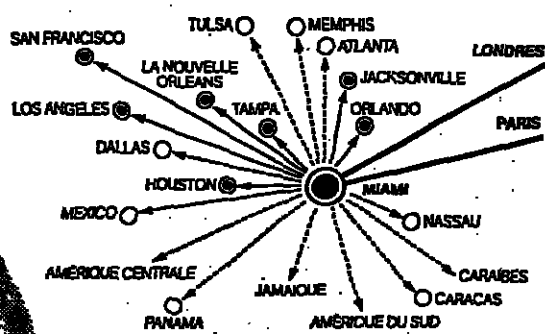 TULSA
MEMPHIS
SAN FRANCISCO
ATLANTA
LONDRES
LA NOUVELLE
ORLEANS
JACKSONVILLE
LOS ANGELES
TAMPA
ORLANDO
PARIS
DALLAS
HOUSTON
MIAMI
MEXICO
NASSAU
AMÉRIQUE CENTRALE
JAMAIQUE
CARAÏBES
CARACAS
PANAMA
AMÉRIQUE DU SUD